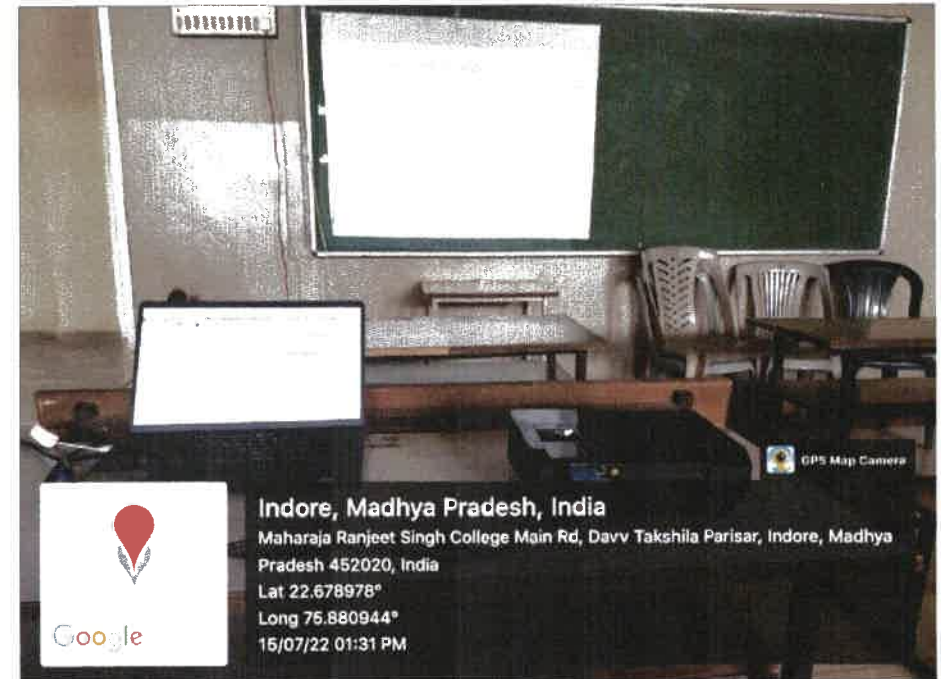 GPS Map Camera
Indore, Madhya Pradesh, India
Maharaja Ranjeet Singh College Main Rd, Davv Takshila Parisar, Indore, Madhya
Pradesh 452020, India
Lat 22.678978°
Long 75.880944°
15/07/22 01:31 PM
Google